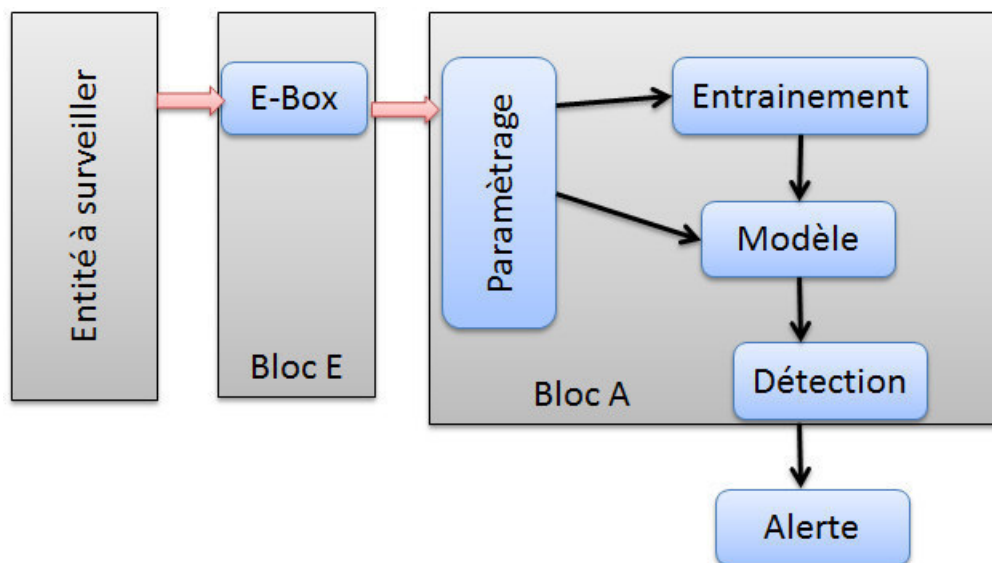 Entité à surveiller
E-Box
Bloc E
Paramètrage
Entrainement
Modèle
Détection
Bloc A
Alerte